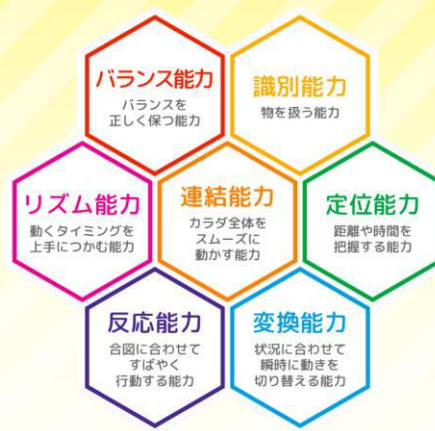 バランス能力
バランスを
正しく保つ能力
識別能力
物を扱う能力
リズム能力
動くタイミングを
上手につかむ能力
連結能力
カラダ全体を
スムーズに
動かす能力
定位能力
距離や時間を
把握する能力
反応能力
合図に合わせて
すばやく
行動する能力
変換能力
状況に合わせて
瞬時に動きを
切り替える能力